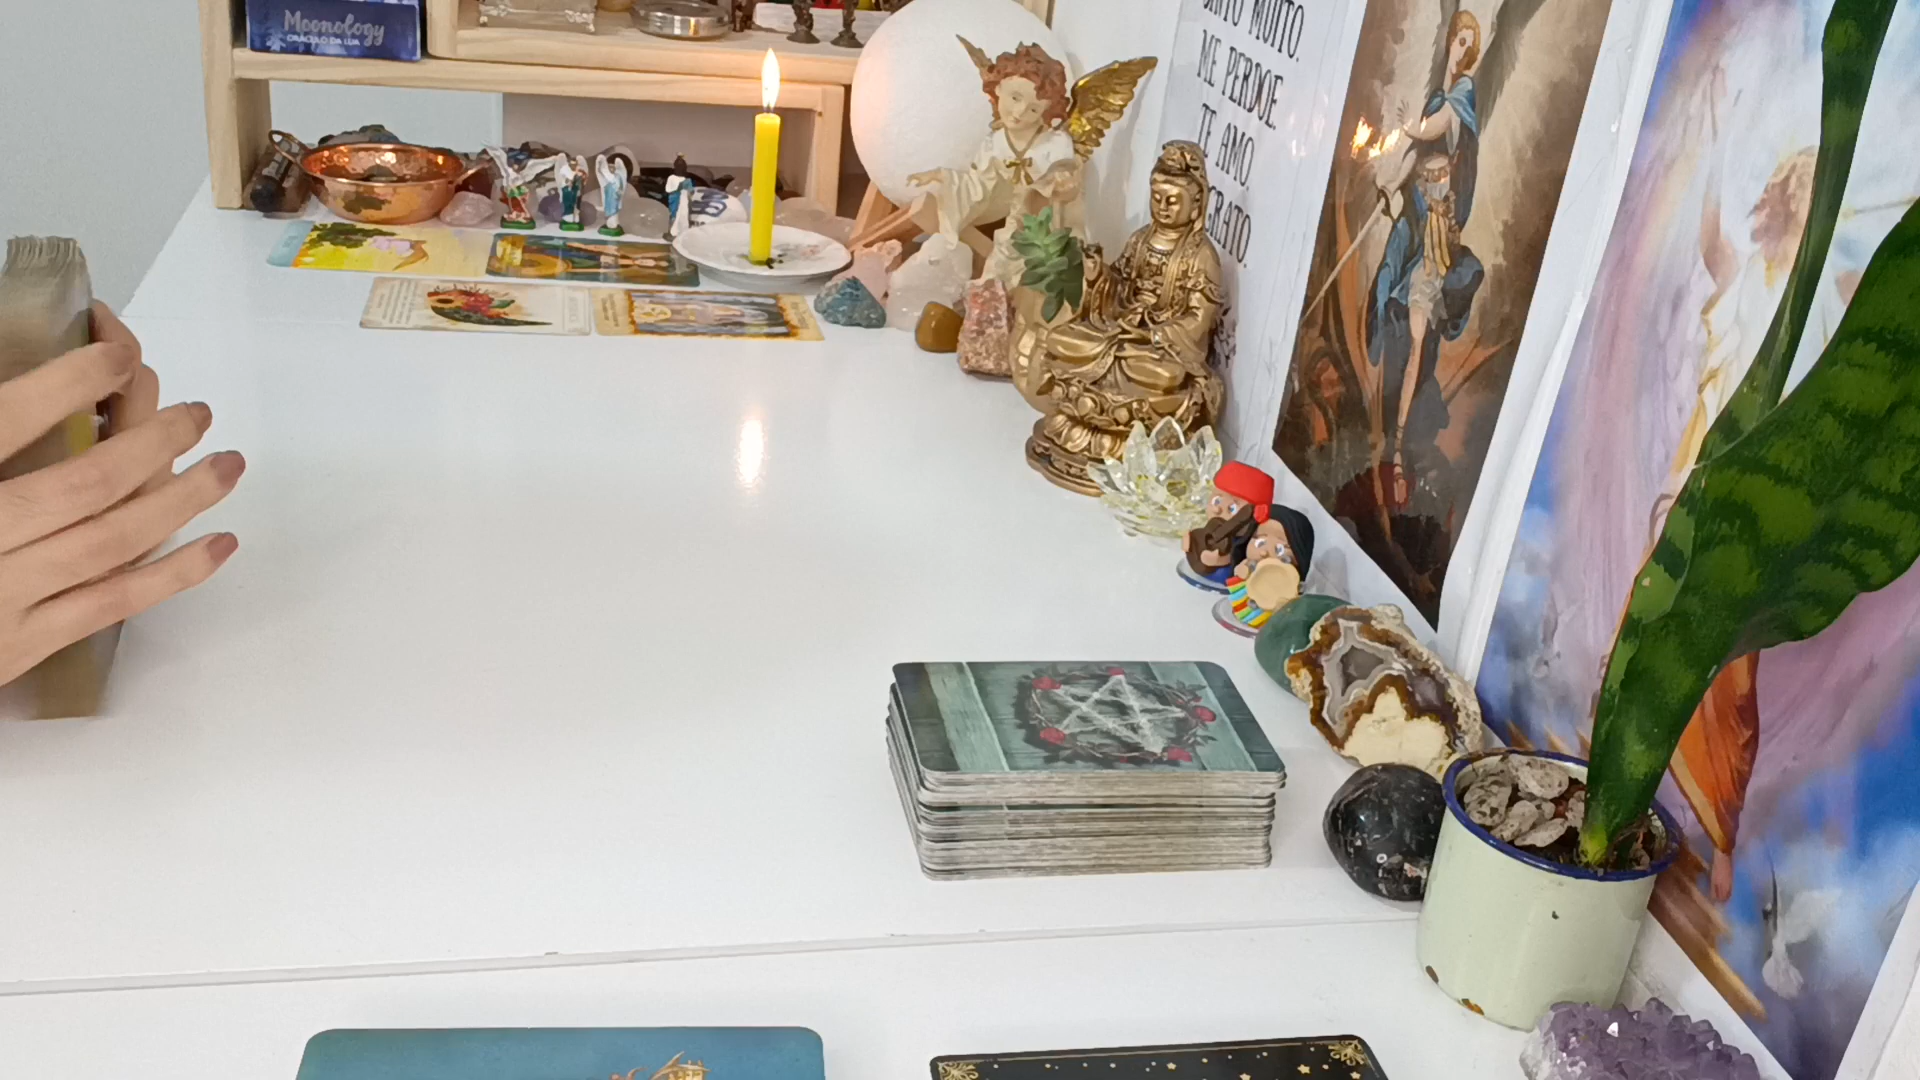 Moonology
ORÁCULO DA LUA
SINTO MUITO.
ME PERDOE.
TE AMO.
GRATO.